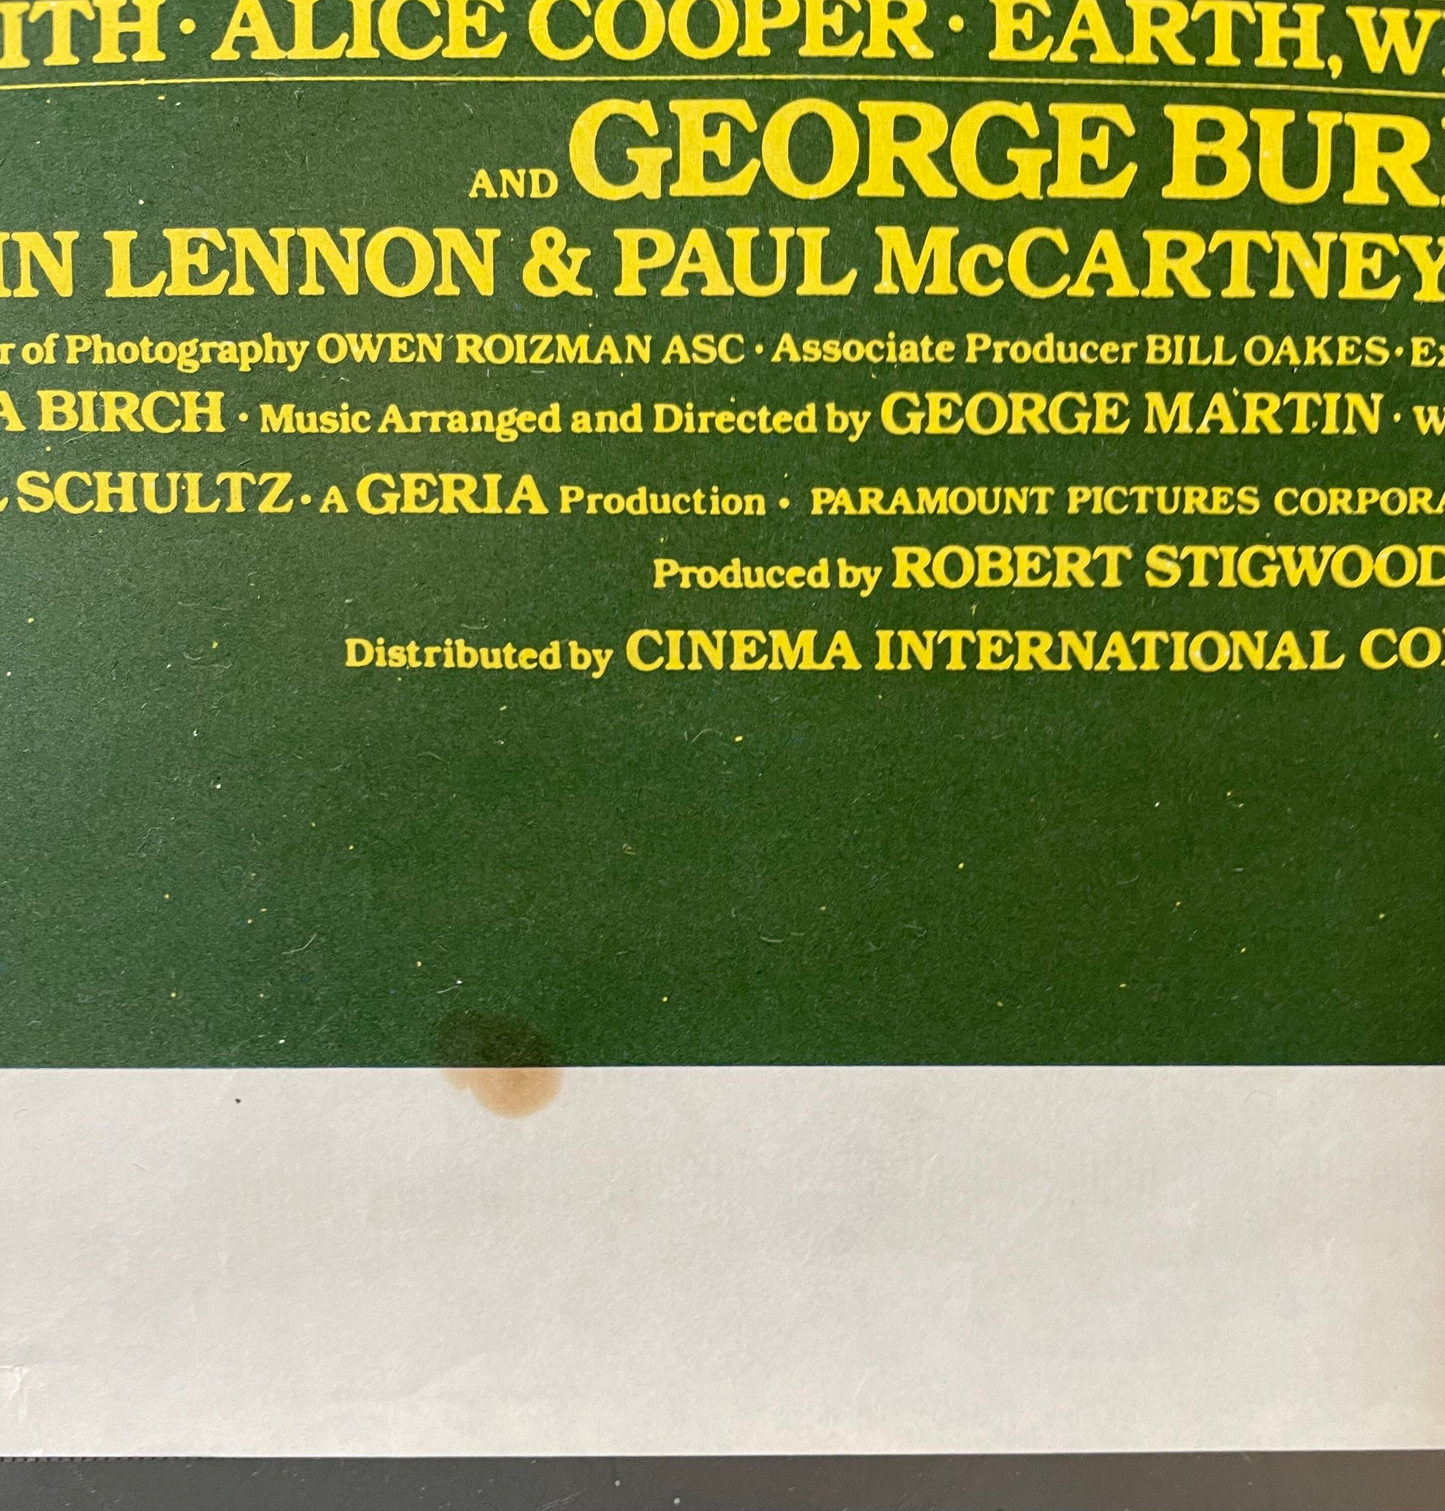 ITH · ALICE COOPER · EARTH, W
AND GEORGE BUR
IN LENNON & PAUL McCARTNEY
r of Photography OWEN ROIZMAN ASC · Associate Producer BILL OAKES · Ex
A BIRCH · Music Arranged and Directed by GEORGE MARTIN · W
SCHULTZ · A GERIA Production · PARAMOUNT PICTURES CORPORA
Produced by ROBERT STIGWOOD
Distributed by CINEMA INTERNATIONAL CO